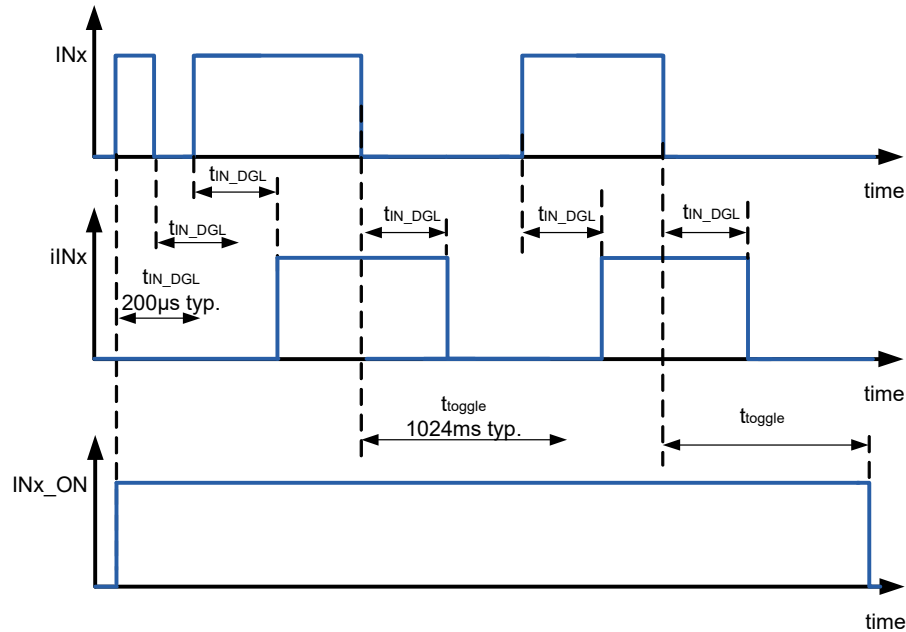 INx
time
tIN_DGL
tIN_DGL
tIN_DGL
tIN_DGL
tIN_DGL
iINx
tIN_DGL
200µs typ.
time
ttoggle
1024ms typ.
ttoggle
INx_ON
time